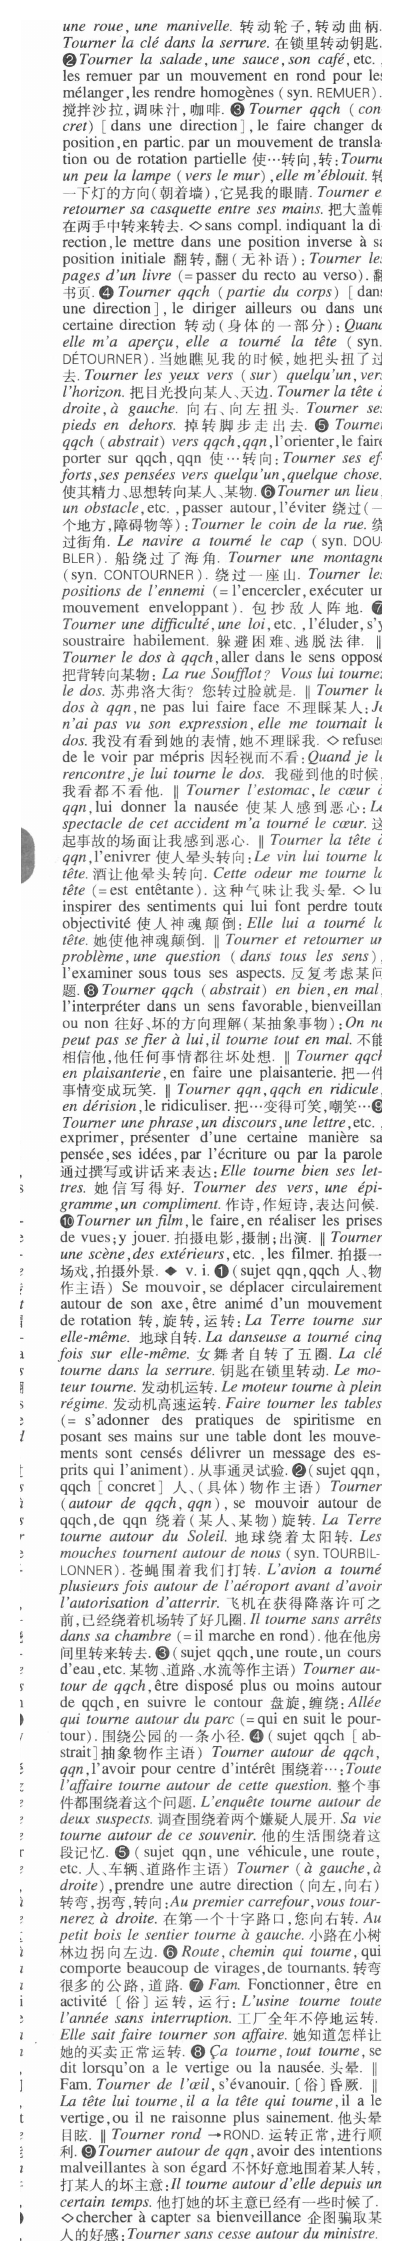 une roue, une manivelle. 转动轮子,转动曲柄.
Tourner la clé dans la serrure. 在锁里转动钥匙.
❷ Tourner la salade, une sauce, son café, etc. ,
les remuer par un mouvement en rond pour les
mélanger, les rendre homogènes (syn. REMUER).
搅拌沙拉,调味汁,咖啡. ❸ Tourner qqch (con
cret) [dans une direction], le faire changer de
position, en partic. par un mouvement de transla
tion ou de rotation partielle 使…转向,转: Tourne
un peu la lampe (vers le mur), elle m'éblouit. 转
一下灯的方向(朝着墙),它晃我的眼睛. Tourner e
retourner sa casquette entre ses mains. 把大盖帽
在两手中转来转去. ◇sans compl. indiquant la di
rection, le mettre dans une position inverse à sa
position initiale 翻转,翻(无补语): Tourner les
pages d'un livre (= passer du recto au verso). 翻
书页. ❹ Tourner qqch (partie du corps) [dans
une direction], le diriger ailleurs ou dans une
certaine direction 转动(身体的一部分): Quand
elle m'a aperçu, elle a tourné la tête (syn.
DÉTOURNER). 当她瞧见我的时候,她把头扭了过
去. Tourner les yeux vers (sur) quelqu'un, vers
l'horizon. 把目光投向某人、天边. Tourner la tête à
droite, à gauche. 向右、向左扭头. Tourner ses
pieds en dehors. 掉转脚步走出去. ❺ Tourner
qqch (abstrait) vers qqch, qqn, l'orienter, le faire
porter sur qqch, qqn 使…转向: Tourner ses ef
forts, ses pensées vers quelqu'un, quelque chose.
使其精力、思想转向某人、某物. ❻ Tourner un lieu,
un obstacle, etc. , passer autour, l'éviter 绕过(一
个地方,障碍物等): Tourner le coin de la rue. 绕
过街角. Le navire a tourné le cap (syn. DOU-
BLER). 船绕过了海角. Tourner une montagne
(syn. CONTOURNER). 绕过一座山. Tourner les
positions de l'ennemi (= l'encercler, exécuter un
mouvement enveloppant). 包抄敌人阵地. ❼
Tourner une difficulté, une loi, etc. , l'éluder, s'y
soustraire habilement. 躲避困难、逃脱法律. ‖
Tourner le dos à qqch, aller dans le sens opposé
把背转向某物: La rue Soufflot? Vous lui tournez
le dos. 苏弗洛大街? 您转过脸就是. ‖ Tourner le
dos à qqn, ne pas lui faire face 不理睬某人: Je
n'ai pas vu son expression, elle me tournait le
dos. 我没有看到她的表情,她不理睬我. ◇refuser
de le voir par mépris 因轻视而不看: Quand je le
rencontre, je lui tourne le dos. 我碰到他的时候,
我看都不看他. ‖ Tourner l'estomac, le cœur à
qqn, lui donner la nausée 使某人感到恶心: Le
spectacle de cet accident m'a tourné le cœur. 这
起事故的场面让我感到恶心. ‖ Tourner la tête à
qqn, l'enivrer 使人晕头转向: Le vin lui tourne la
tête. 酒让他晕头转向. Cette odeur me tourne la
tête (= est entêtante). 这种气味让我头晕. ◇lui
inspirer des sentiments qui lui font perdre toute
objectivité 使人神魂颠倒: Elle lui a tourné la
tête. 她使他神魂颠倒. ‖ Tourner et retourner un
problème, une question (dans tous les sens),
l'examiner sous tous ses aspects. 反复考虑某问
题. ❽ Tourner qqch (abstrait) en bien, en mal,
l'interpréter dans un sens favorable, bienveillan
ou non 往好、坏的方向理解(某抽象事物): On ne
peut pas se fier à lui, il tourne tout en mal. 不能
相信他,他任何事情都往坏处想. ‖ Tourner qqch
en plaisanterie, en faire une plaisanterie. 把一件
事情变成玩笑. ‖ Tourner qqn, qqch en ridicule,
en dérision, le ridiculiser. 把…变得可笑,嘲笑…❾
Tourner une phrase, un discours, une lettre, etc. ,
exprimer, présenter d'une certaine manière sa
pensée, ses idées, par l'écriture ou par la parole
通过撰写或讲话来表达: Elle tourne bien ses let-
tres. 她信写得好. Tourner des vers, une épi-
gramme, un compliment. 作诗,作短诗,表达问候.
❿ Tourner un film, le faire, en réaliser les prises
de vues; y jouer. 拍摄电影,摄制;出演. ‖ Tourner
une scène, des extérieurs, etc. , les filmer. 拍摄一
场戏,拍摄外景. ◆ v. i. ❶ (sujet qqn, qqch 人、物
作主语) Se mouvoir, se déplacer circulairement
autour de son axe, être animé d'un mouvement
de rotation 转,旋转,运转: La Terre tourne sur
elle-même. 地球自转. La danseuse a tourné cinq
fois sur elle-même. 女舞者自转了五圈. La clé
tourne dans la serrure. 钥匙在锁里转动. Le mo-
teur tourne. 发动机运转. Le moteur tourne à plein
régime. 发动机高速运转. Faire tourner les tables
(= s'adonner des pratiques de spiritisme en
posant ses mains sur une table dont les mouve-
ments sont censés délivrer un message des es-
prits qui l'animent). 从事通灵试验. ❷ (sujet qqn,
qqch [concret] 人、(具体)物作主语) Tourner
(autour de qqch, qqn), se mouvoir autour de
qqch, de qqn 绕着(某人、某物)旋转. La Terre
tourne autour du Soleil. 地球绕着太阳转. Les
mouches tournent autour de nous (syn. TOURBIL-
LONNER). 苍蝇围着我们打转. L'avion a tourné
plusieurs fois autour de l'aéroport avant d'avoir
l'autorisation d'atterrir. 飞机在获得降落许可之
前,已经绕着机场转了好几圈. Il tourne sans arrêts
dans sa chambre (= il marche en rond). 他在他房
间里转来转去. ❸ (sujet qqch, une route, un cours
d'eau, etc. 某物、道路、水流等作主语) Tourner au-
tour de qqch, être disposé plus ou moins autour
de qqch, en suivre le contour 盘旋,缠绕: Allée
qui tourne autour du parc (= qui en suit le pour-
tour). 围绕公园的一条小径. ❹ (sujet qqch [ab-
strait] 抽象物作主语) Tourner autour de qqch,
qqn, l'avoir pour centre d'intérêt 围绕着…: Toute
l'affaire tourne autour de cette question. 整个事
件都围绕着这个问题. L'enquête tourne autour de
deux suspects. 调查围绕着两个嫌疑人展开. Sa vie
tourne autour de ce souvenir. 他的生活围绕着这
段记忆. ❺ (sujet qqn, une véhicule, une route,
etc. 人、车辆、道路作主语) Tourner (à gauche, à
droite), prendre une autre direction (向左,向右)
转弯,拐弯,转向: Au premier carrefour, vous tour-
nerez à droite. 在第一个十字路口,您向右转. Au
petit bois le sentier tourne à gauche. 小路在小树
林边拐向左边. ❻ Route, chemin qui tourne, qui
comporte beaucoup de virages, de tournants. 转弯
很多的公路,道路. ❼ Fam. Fonctionner, être en
activité [俗]运转,运行: L'usine tourne toute
l'année sans interruption. 工厂全年不停地运转.
Elle sait faire tourner son affaire. 她知道怎样让
她的买卖正常运转. ❽ Ça tourne, tout tourne, se
dit lorsqu'on a le vertige ou la nausée. 头晕. ‖
Fam. Tourner de l'œil, s'évanouir. [俗]昏厥. ‖
La tête lui tourne, il a la tête qui tourne, il a le
vertige, ou il ne raisonne plus sainement. 他头晕
目眩. ‖ Tourner rond →ROND. 运转正常,进行顺
利. ❾ Tourner autour de qqn, avoir des intentions
malveillantes à son égard 不怀好意地围着某人转,
打某人的坏主意: Il tourne autour d'elle depuis un
certain temps. 他打她的坏主意已经有一些时候了.
◇chercher à capter sa bienveillance 企图骗取某
人的好感: Tourner sans cesse autour du ministre.